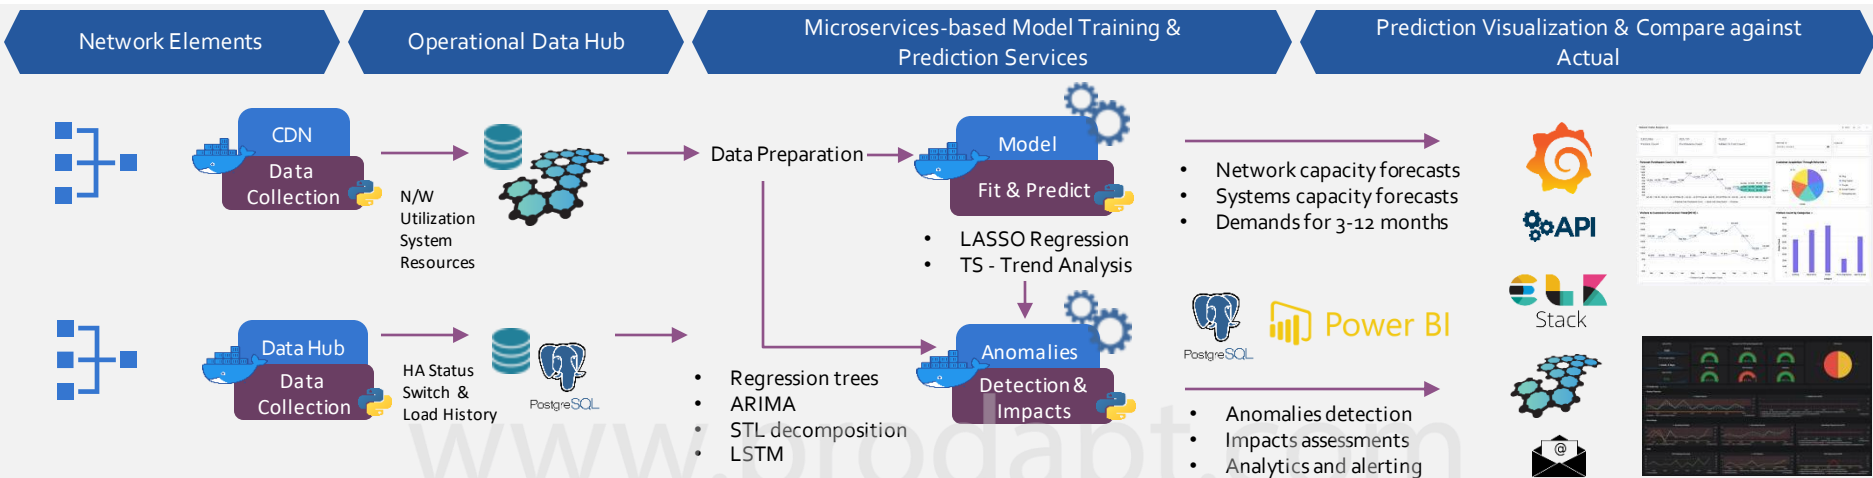 Network Elements
Operational Data Hub
Microservices-based Model Training &
Prediction Services
Prediction Visualization & Compare against
Actual
CDN
Data
Collection
N/W
Utilization
System
Resources
Data Preparation
Model
Fit & Predict
• LASSO Regression
• TS - Trend Analysis
• Network capacity forecasts
• Systems capacity forecasts
• Demands for 3-12 months
API
ELK
Stack
Data Hub
Data
Collection
HA Status
Switch &
Load History
PostgreSQL
• Regression trees
• ARIMA
• STL decomposition
• LSTM
Anomalies
Detection &
Impacts
PostgreSQL
Power BI
• Anomalies detection
• Impacts assessments
• Analytics and alerting
@
www.prodapt.com